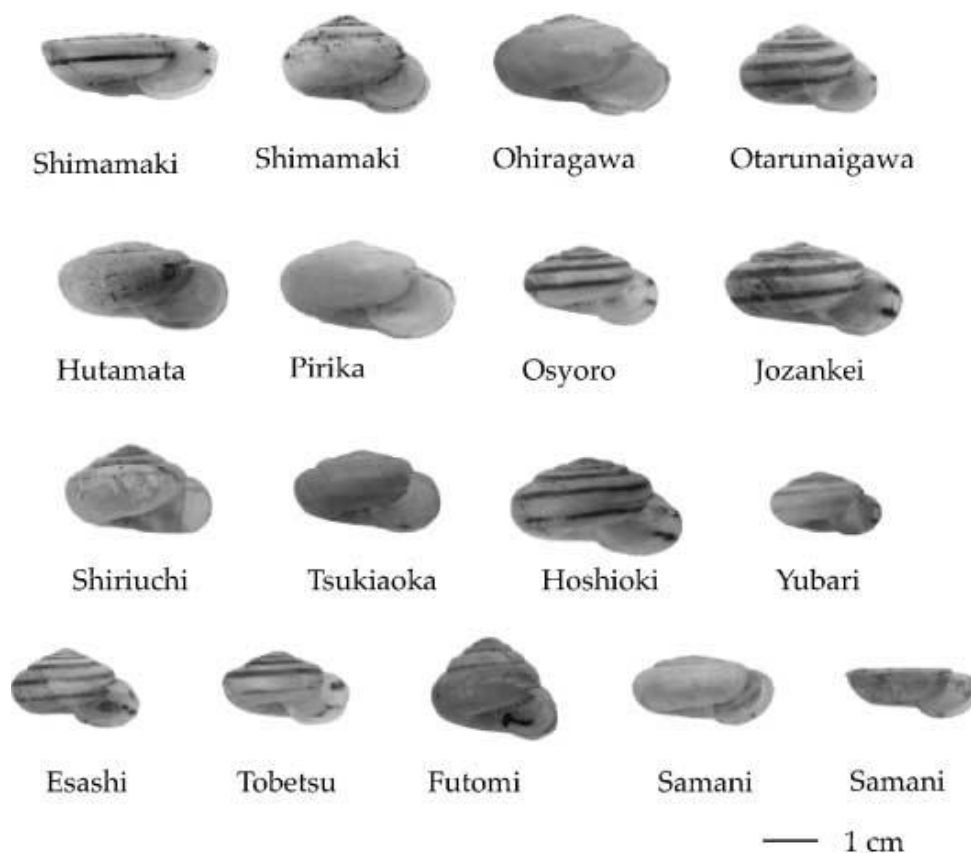 Shimamaki Shimamaki Ohiragawa Otarunaigawa
Hutamata Pirika Osyoro Jozankei
Shiriuchi Tsukiaoka Hoshioki Yubari
Esashi Tobetsu Futomi Samani Samani
1 cm